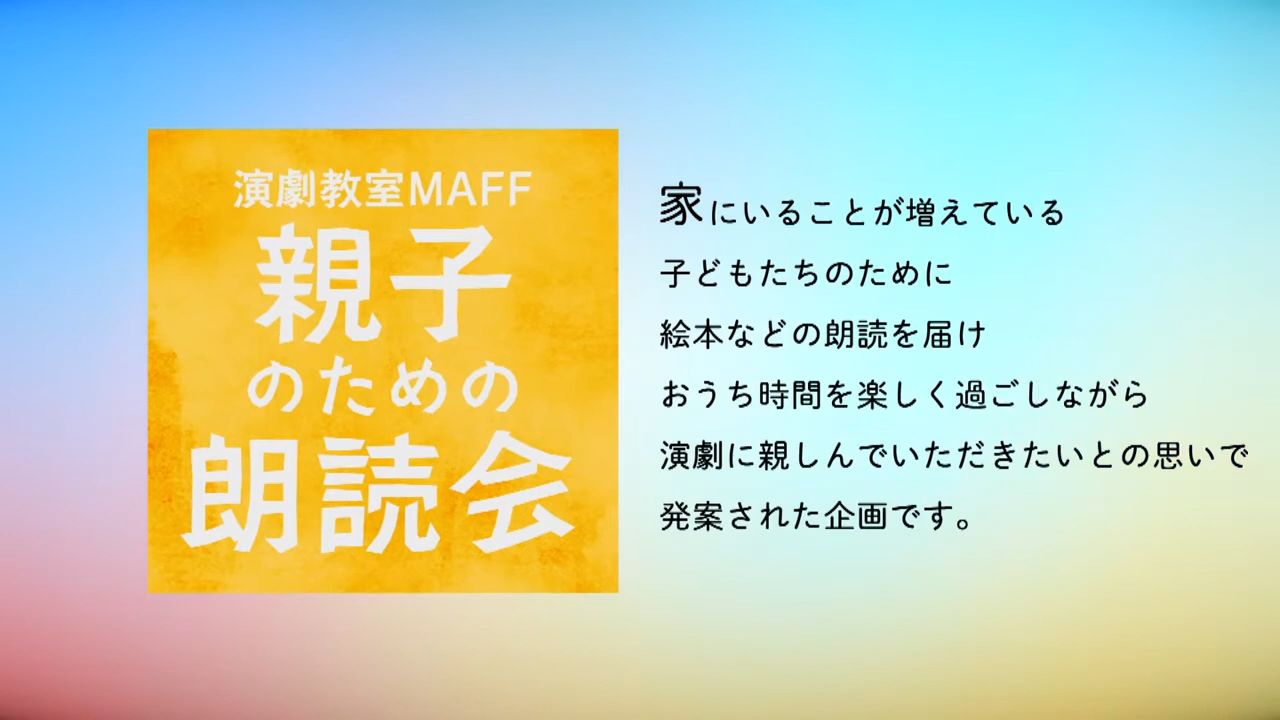 演劇教室MAFF
親子
のための
朗読会
家にいることが増えている
子どもたちのために
絵本などの朗読を届け
おうち時間を楽しく過ごしながら
演劇に親しんでいただきたいとの思いで
発案された企画です。